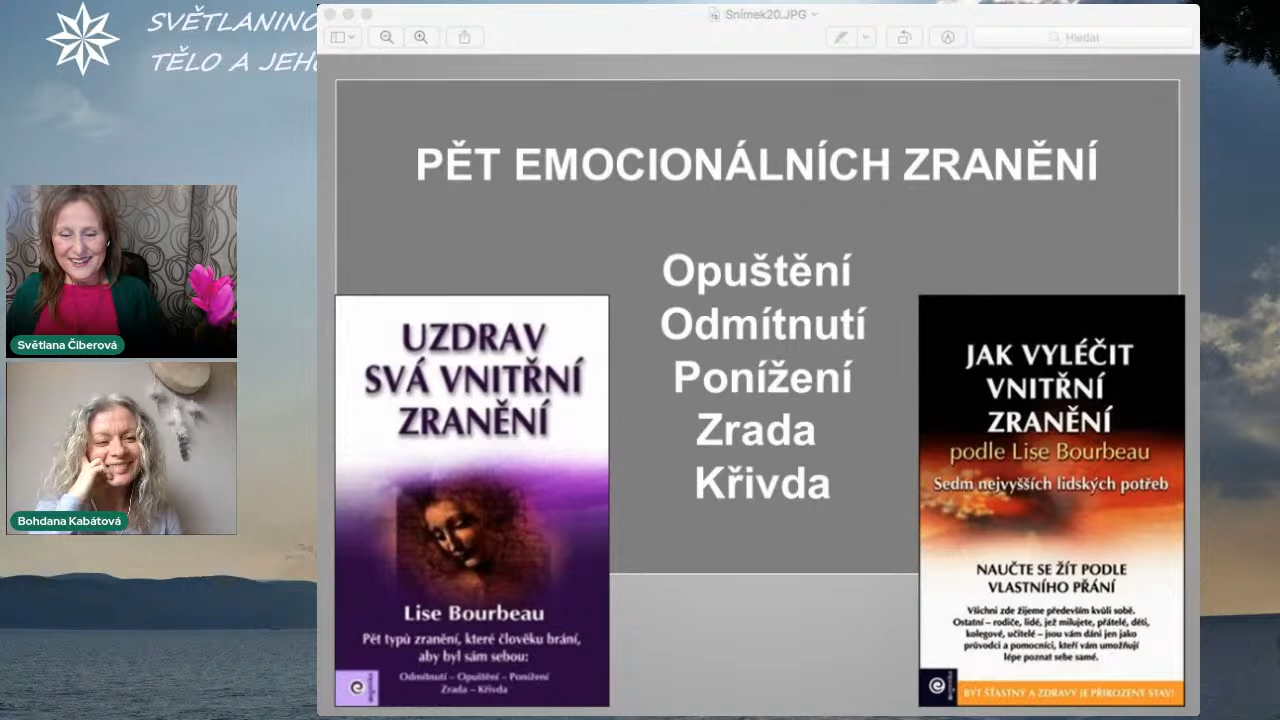 SVĚTLANINO
TĚLO A JEHO
Snímek20.JPG
Hledat
PĚT EMOCIONÁLNÍCH ZRANĚNÍ
Opuštění
Odmítnutí
Ponížení
Zrada
Křivda
Světlana Čiberová
Bohdana Kabátová
UZDRAV
SVÁ VNITŘNÍ
ZRANĚNÍ
Lise Bourbeau
Pět typů zranění, které člověku brání,
aby byl sám sebou:
Odmítnutí – Opuštění – Ponížení
Zrada – Křivda
JAK VYLÉČIT
VNITŘNÍ
ZRANĚNÍ
podle Lise Bourbeau
Sedm nejvyšších lidských potřeb
NAUČTE SE ŽÍT PODLE
VLASTNÍHO PŘÁNÍ
Všichni zde žijeme především kvůli sobě.
Ostatní – rodiče, lidé, jež milujete, přátelé, děti,
kolegové, učitelé – jsou vám dáni jen jako
průvodci a pomocníci, kteří vám umožňují
lépe poznat sebe samé.
BÝT ŠŤASTNÝ A ZDRAVÝ JE PŘIROZENÝ STAV!